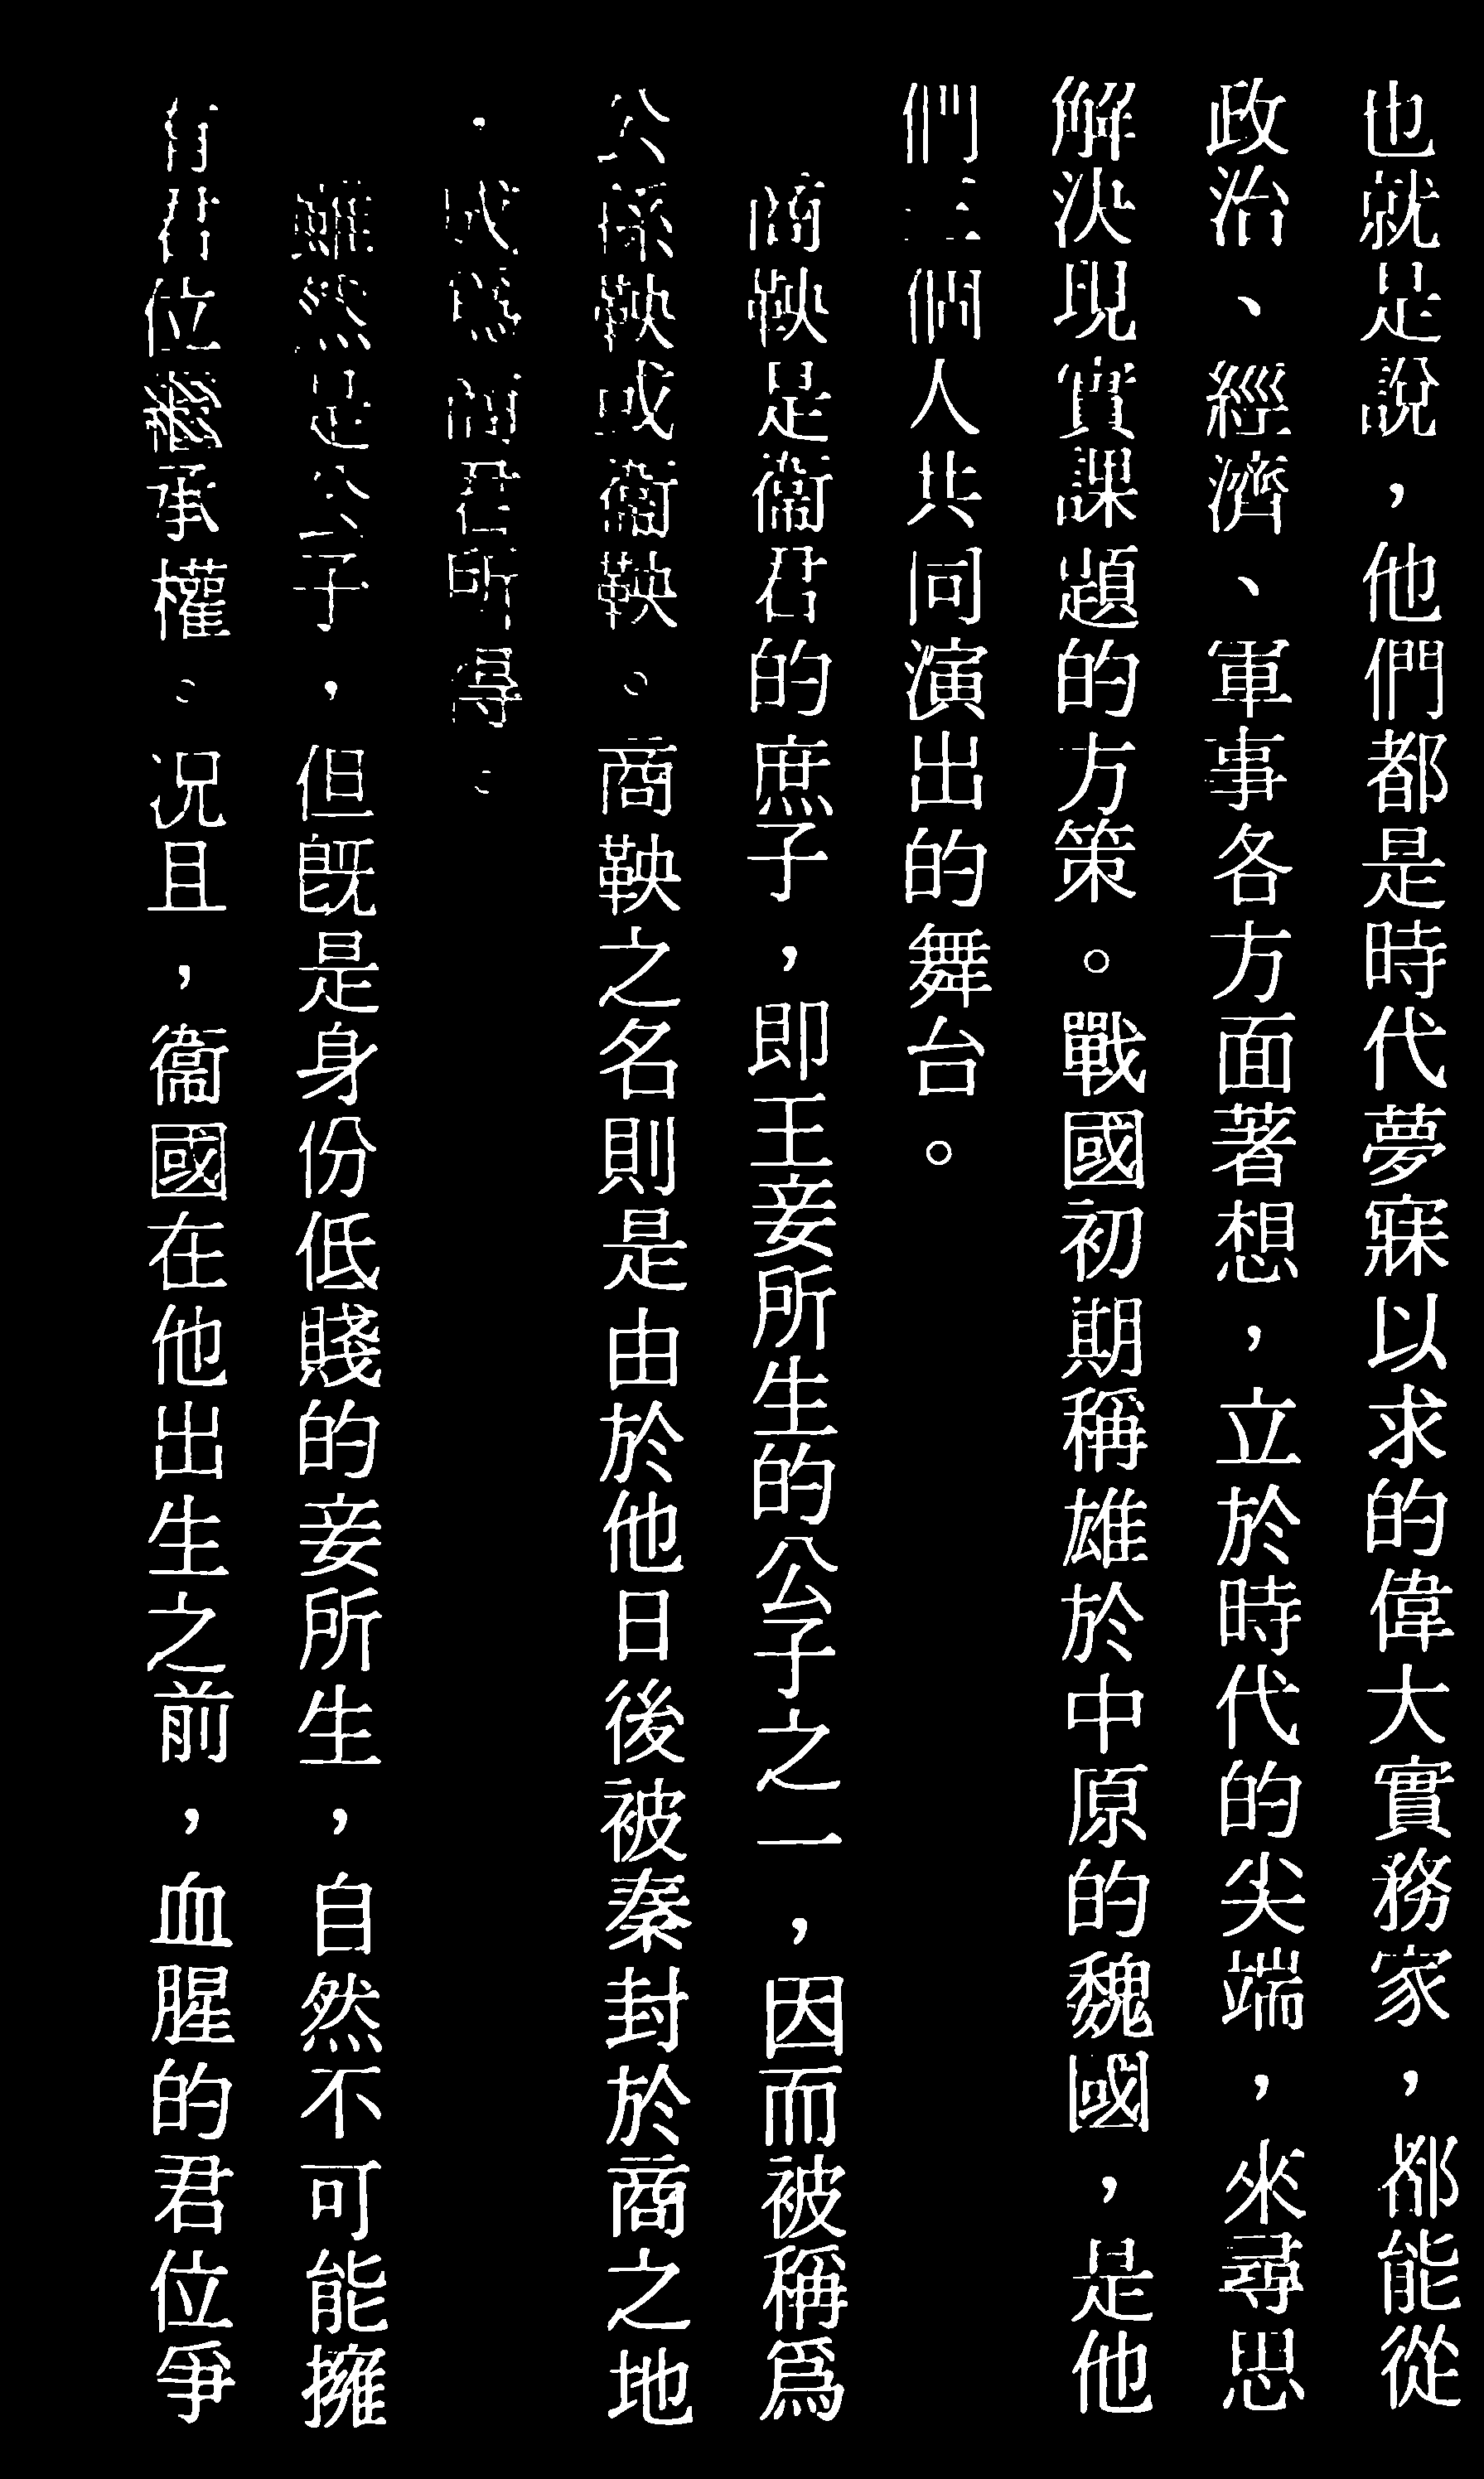 也就是說，他們都是時代夢寐以求的偉大實務家，都能從
政治、經濟、軍事各方面著想，立於時代的尖端，來尋思
解決現實課題的方策。戰國初期稱雄於中原的魏國，是他
們三個人共同演出的舞台。
商鞅是衞君的庶子，即王妾所生的公子之一，因而被稱爲
公孫鞅或衞鞅。商鞅之名則是由於他日後被秦封於商之地
，成爲商君所得。
雖然是公子，但既是身份低賤的妾所生，自然不可能擁
有君位繼承權。况且，衞國在他出生之前，血腥的君位爭